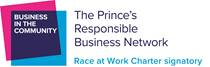 BUSINESS
IN THE
COMMUNITY
The Prince's
Responsible
Business Network
Race at Work Charter signatory